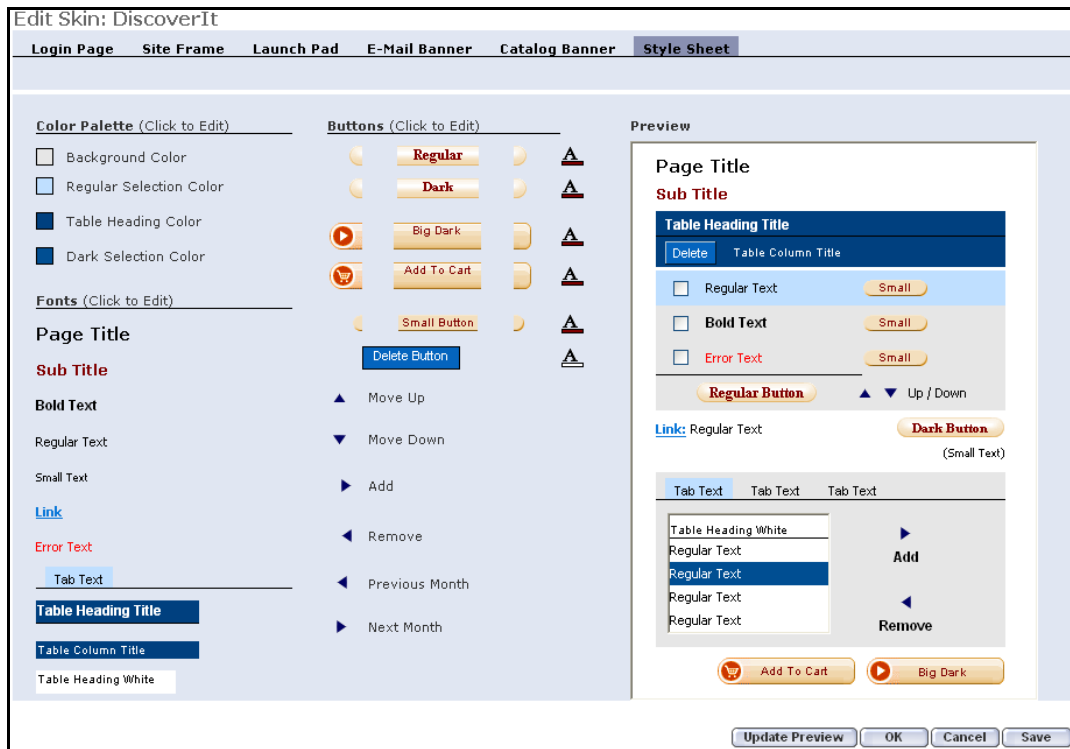 Edit Skin: DiscoverIt
Login Page Site Frame Launch Pad E-Mail Banner Catalog Banner Style Sheet
Color Palette (Click to Edit)
Background Color
Regular Selection Color
Table Heading Color
Dark Selection Color
Fonts (Click to Edit)
Page Title
Sub Title
Bold Text
Regular Text
Small Text
Link
Error Text
Tab Text
Table Heading Title
Table Column Title
Table Heading White
Buttons (Click to Edit)
Regular A
Dark A
Big Dark A
Add To Cart A
Small Button A
Delete Button A
Move Up
Move Down
Add
Remove
Previous Month
Next Month
Preview
Page Title
Sub Title
Table Heading Title
Delete Table Column Title
Regular Text Small
Bold Text Small
Error Text Small
Regular Button Up / Down
Link: Regular Text Dark Button
(Small Text)
Tab Text Tab Text Tab Text
Table Heading White
Regular Text
Regular Text
Regular Text
Regular Text
Add
Remove
Add To Cart Big Dark
Update Preview OK Cancel Save